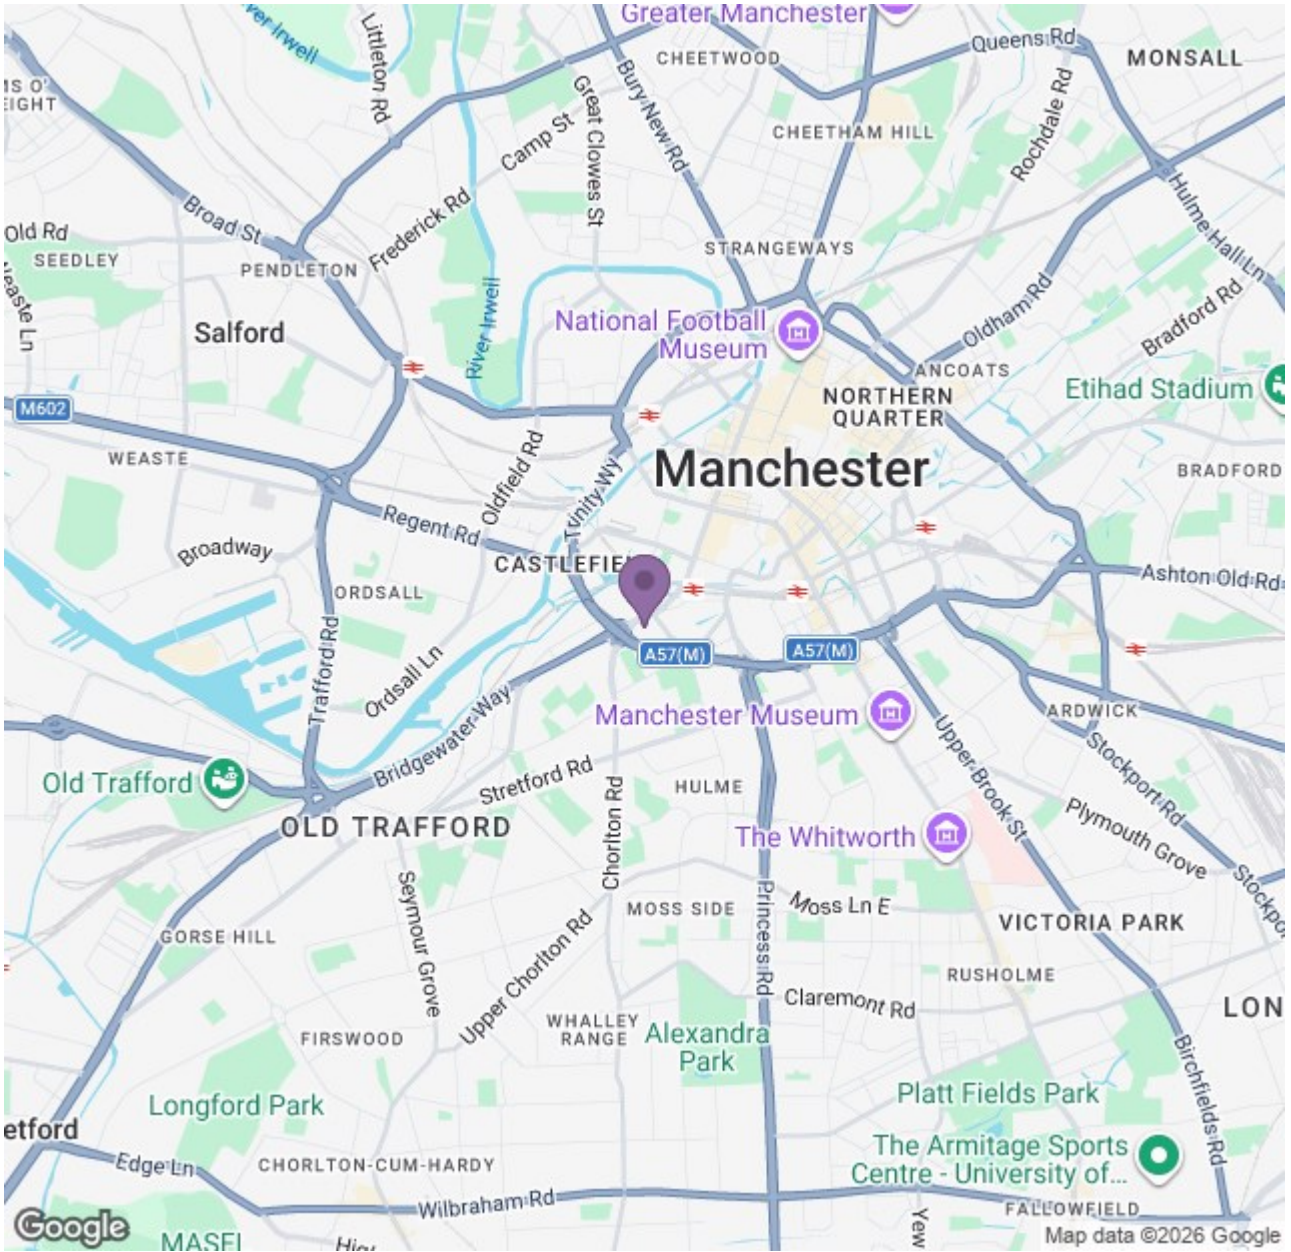 Greater Manchester
River Irwell
Littleton Rd
CHEETWOOD
Queens Rd
MONSALL
Bury New Rd
Great Clowes St
Camp St
CHEETHAM HILL
Rochdale Rd
Hulme Hall Ln
Broad St
Frederick Rd
Old Rd
SEEDLEY
PENDLETON
STRANGEWAYS
River Irwell
Salford
National Football
Museum
Oldham Rd
Bradford Rd
ANCOATS
Etihad Stadium
NORTHERN
QUARTER
M602
Manchester
WEASTE
Oldfield Rd
Trinity Wy
BRADFORD
Regent Rd
Broadway
CASTLEFIEL
Ashton Old Rd
ORDSALL
Trafford Rd
Ordsall Ln
A57(M)
A57(M)
Bridgewater Way
Manchester Museum
ARDWICK
Upper Brook St
Stockport Rd
Old Trafford
Stretford Rd
HULME
Plymouth Grove
OLD TRAFFORD
Chorlton Rd
The Whitworth
Seymour Grove
Princess Rd
Moss Ln E
MOSS SIDE
VICTORIA PARK
GORSE HILL
Upper Chorlton Rd
RUSHOLME
Claremont Rd
LON
FIRSWOOD
WHALLEY
RANGE
Alexandra
Park
Birchfields Rd
Longford Park
Platt Fields Park
etford
The Armitage Sports
Centre - University of...
Edge Ln
CHORLTON-CUM-HARDY
Wilbraham Rd
FALLOWFIELD
Yew
Google
Map data ©2026 Google